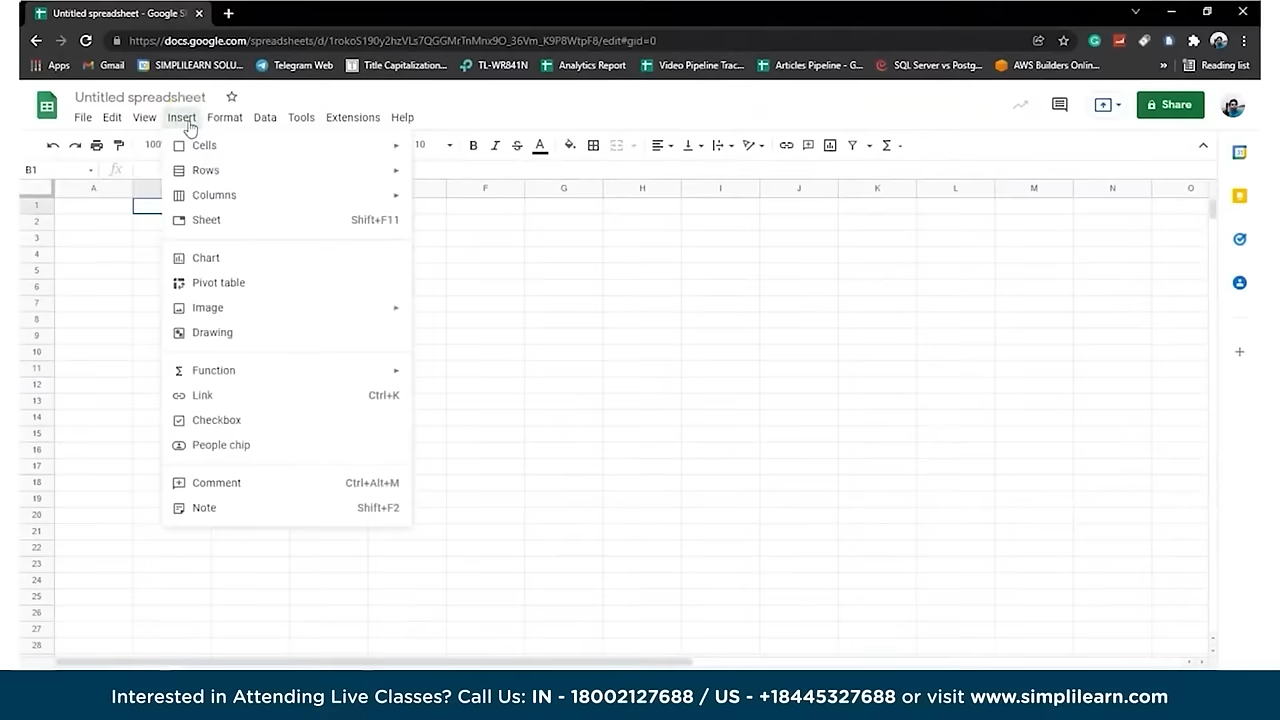 Untitled spreadsheet - Google S
https://docs.google.com/spreadsheets/d/1rokoS190y2hzVLs7QGGMrTnMnx9O_36Vm_K9P8WtpF8/edit#gid=0
Apps Gmail SIMPLILEARN SOLU... Telegram Web Title Capitalization... TL-WR841N Analytics Report Video Pipeline Trac... Articles Pipeline - G... SQL Server vs Postg... AWS Builders Onlin... » Reading list
Untitled spreadsheet
File Edit View Insert Format Data Tools Extensions Help
Share
100 10 B I S A
B1 fx
A F G H I J K L M N O
Cells
Rows
Columns
Sheet Shift+F11
Chart
Pivot table
Image
Drawing
Function
Link Ctrl+K
Checkbox
People chip
Comment Ctrl+Alt+M
Note Shift+F2
1
2
3
4
5
6
7
8
9
10
11
12
13
14
15
16
17
18
19
20
21
22
23
24
25
26
27
28
Interested in Attending Live Classes? Call Us: IN - 18002127688 / US - +18445327688 or visit www.simplilearn.com